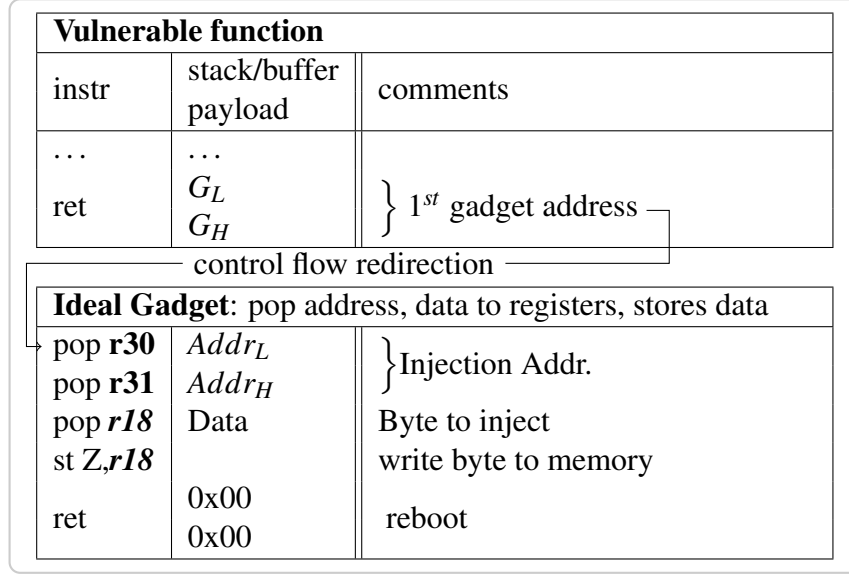 Vulnerable function
instr stack/buffer payload comments
. . . . . .
ret G_L G_H } 1^st gadget address
control flow redirection
Ideal Gadget: pop address, data to registers, stores data
pop r30 Addr_L } Injection Addr.
pop r31 Addr_H
pop r18 Data Byte to inject
st Z,r18 write byte to memory
ret 0x00 0x00 reboot